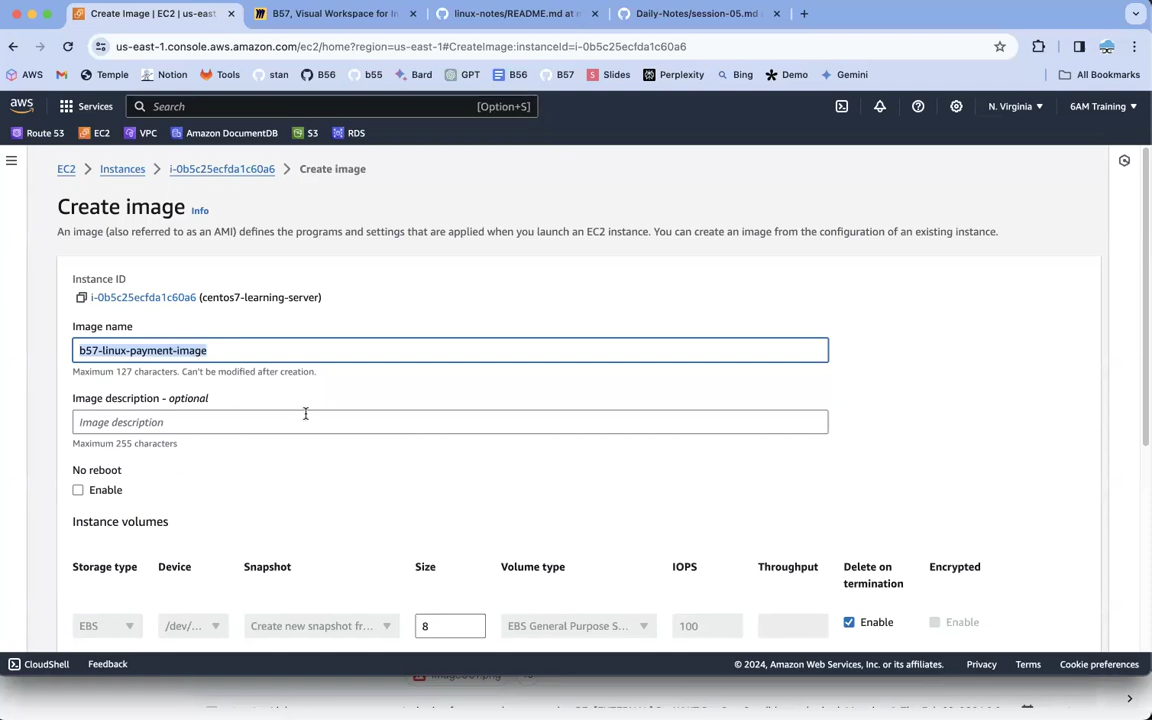 Create Image | EC2 | us-east-
B57, Visual Workspace for In
linux-notes/README.md at m
Daily-Notes/session-05.md
us-east-1.console.aws.amazon.com/ec2/home?region=us-east-1#CreateImage:instanceId=i-0b5c25ecfda1c60a6
AWS
Temple
Notion
Tools
stan
B56
b55
Bard
GPT
B56
B57
Slides
Perplexity
Bing
Demo
Gemini
All Bookmarks
aws
Services
Search
[Option+S]
N. Virginia
6AM Training
Route 53
EC2
VPC
Amazon DocumentDB
S3
RDS
EC2 > Instances > i-0b5c25ecfda1c60a6 > Create image
Create image Info
An image (also referred to as an AMI) defines the programs and settings that are applied when you launch an EC2 instance. You can create an image from the configuration of an existing instance.
Instance ID
i-0b5c25ecfda1c60a6 (centos7-learning-server)
Image name
b57-linux-payment-image
Maximum 127 characters. Can't be modified after creation.
Image description - optional
Image description
Maximum 255 characters
No reboot
Enable
Instance volumes
Storage type
Device
Snapshot
Size
Volume type
IOPS
Throughput
Delete on termination
Encrypted
EBS
/dev/...
Create new snapshot fr...
8
EBS General Purpose S...
100
Enable
Enable
CloudShell
Feedback
© 2024, Amazon Web Services, Inc. or its affiliates.
Privacy
Terms
Cookie preferences